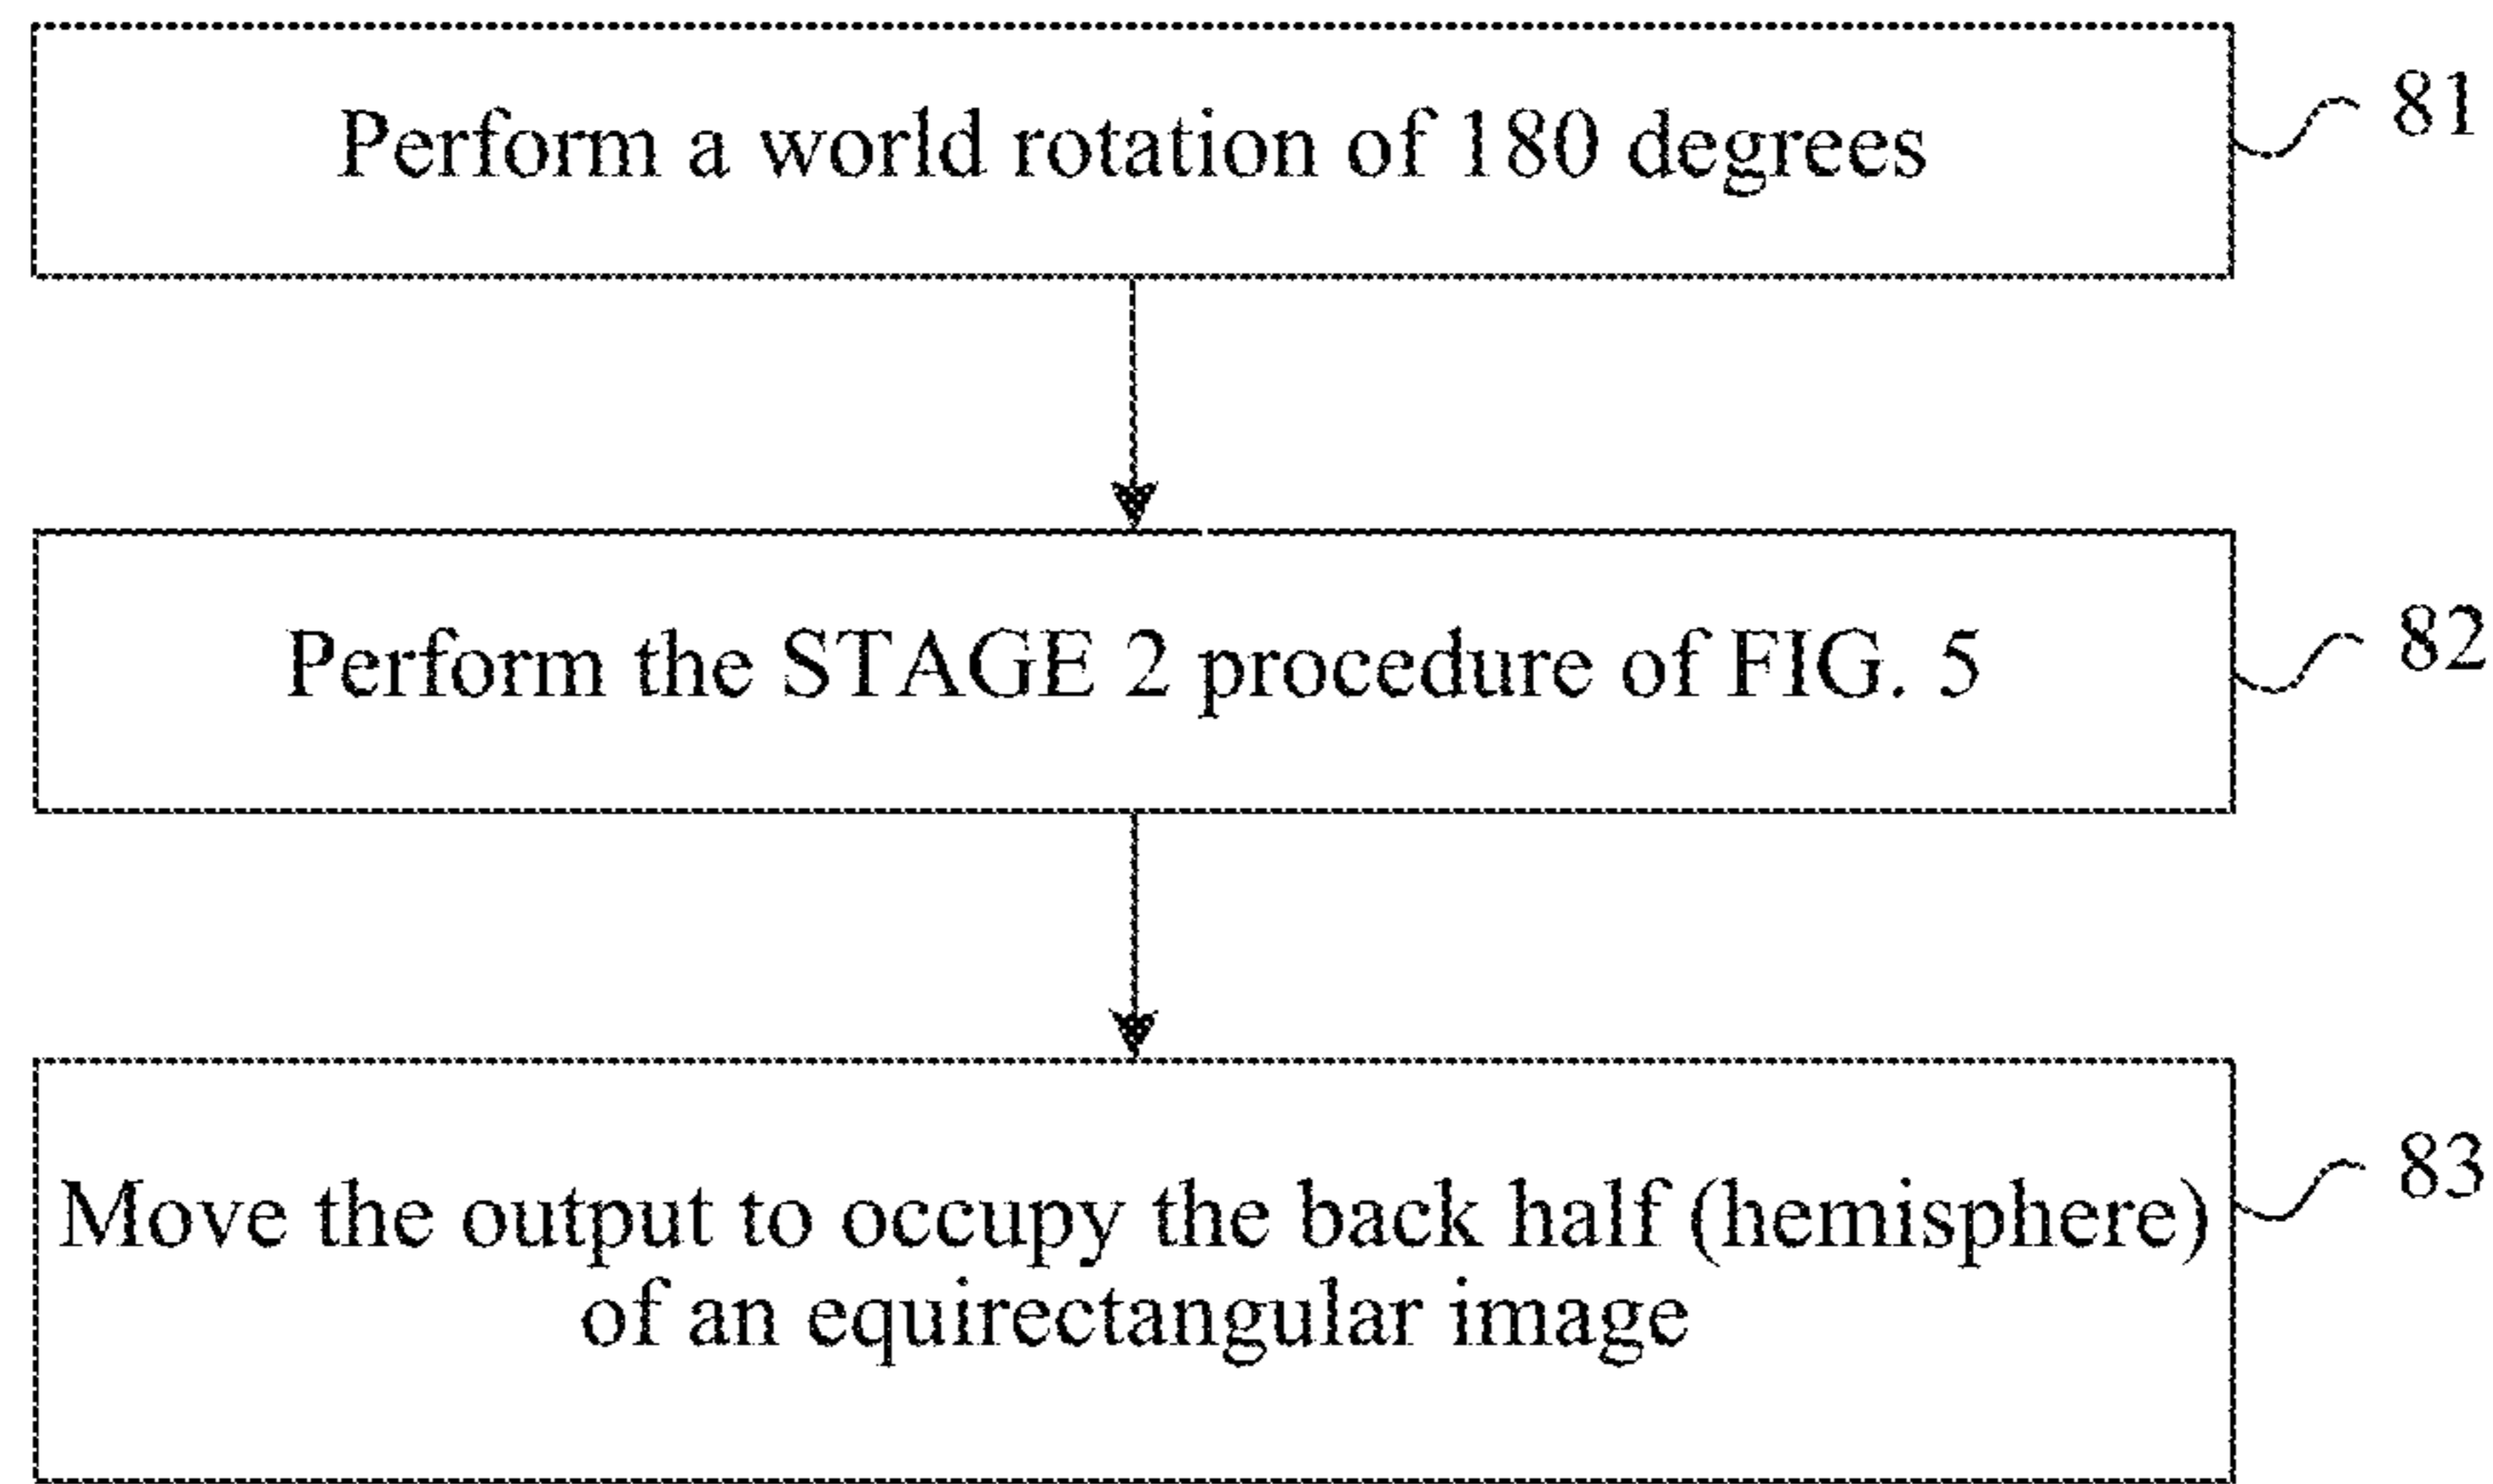 Perform a world rotation of 180 degrees
81
Perform the STAGE 2 procedure of FIG. 5
82
Move the output to occupy the back half (hemisphere)
of an equirectangular image
83